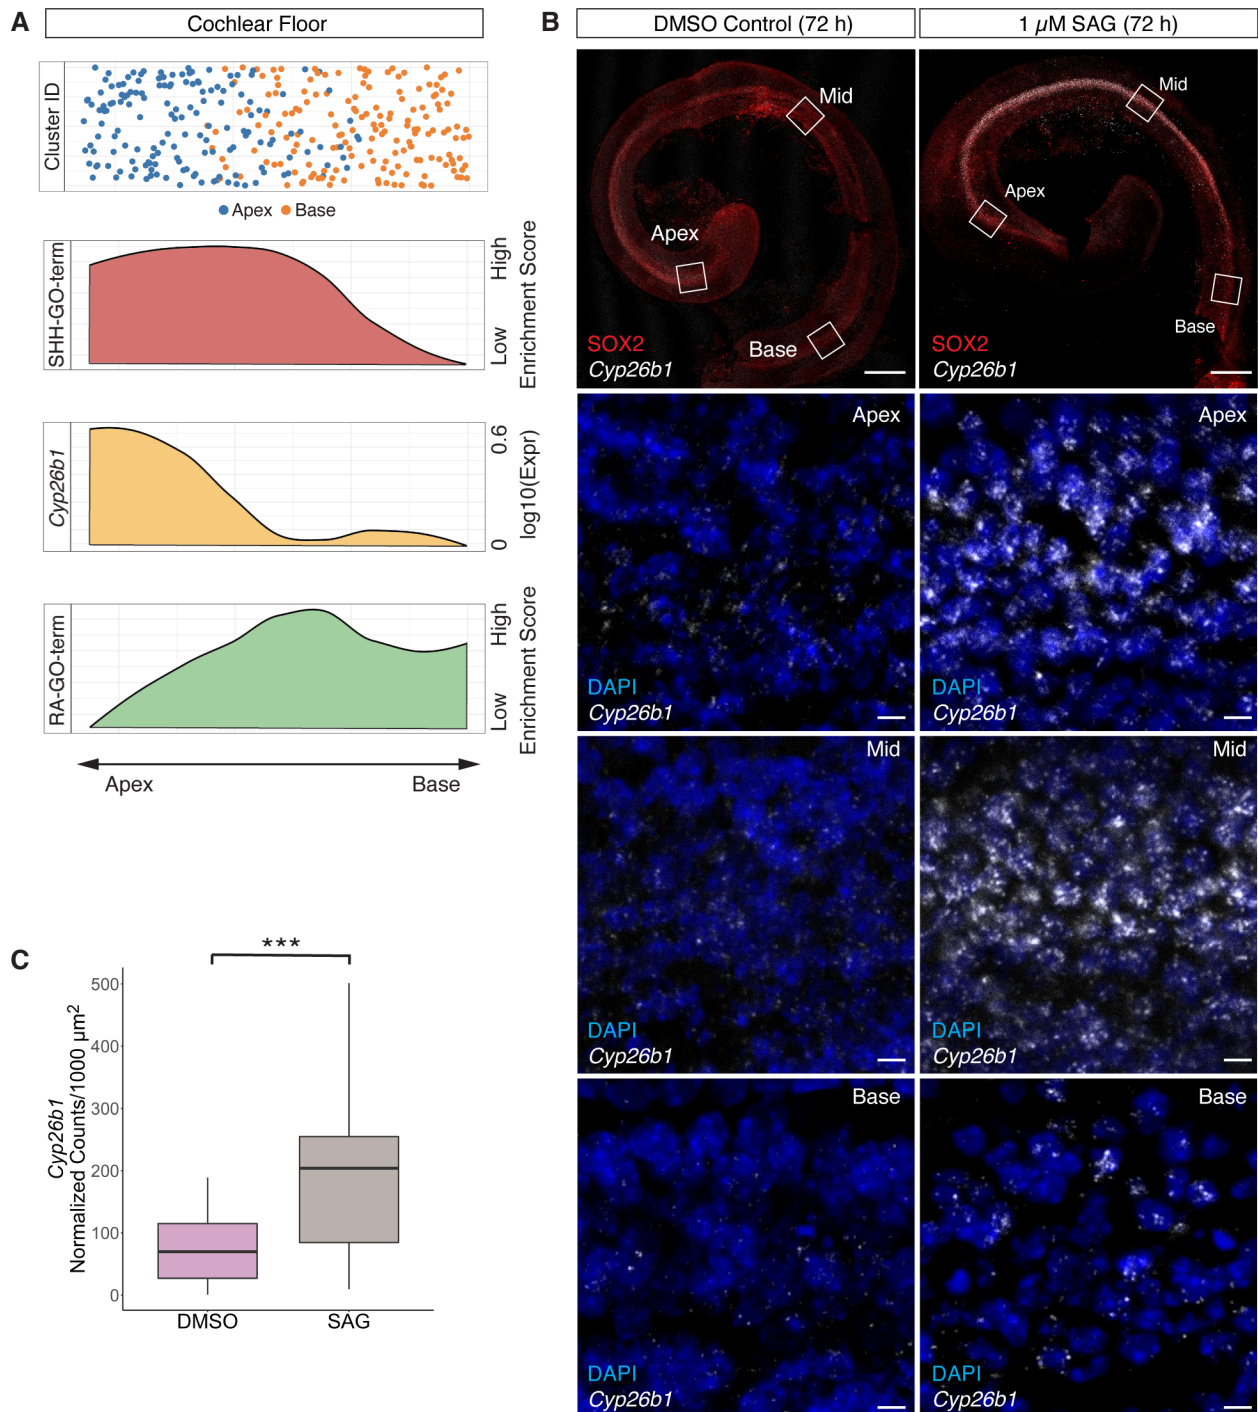 A
Cochlear Floor
Cluster ID
Apex Base
SHH-GO-term
High
Low
Enrichment Score
Cyp26b1
0.6
0
log10(Expr)
RA-GO-term
High
Low
Enrichment Score
Apex Base
B
DMSO Control (72 h)
1 µM SAG (72 h)
Mid
Apex
Base
SOX2
Cyp26b1
Mid
Apex
Base
SOX2
Cyp26b1
Apex
DAPI
Cyp26b1
Apex
DAPI
Cyp26b1
Mid
DAPI
Cyp26b1
Mid
DAPI
Cyp26b1
Base
DAPI
Cyp26b1
Base
DAPI
Cyp26b1
C
***
Cyp26b1
Normalized Counts/1000 µm²
500
400
300
200
100
0
DMSO SAG